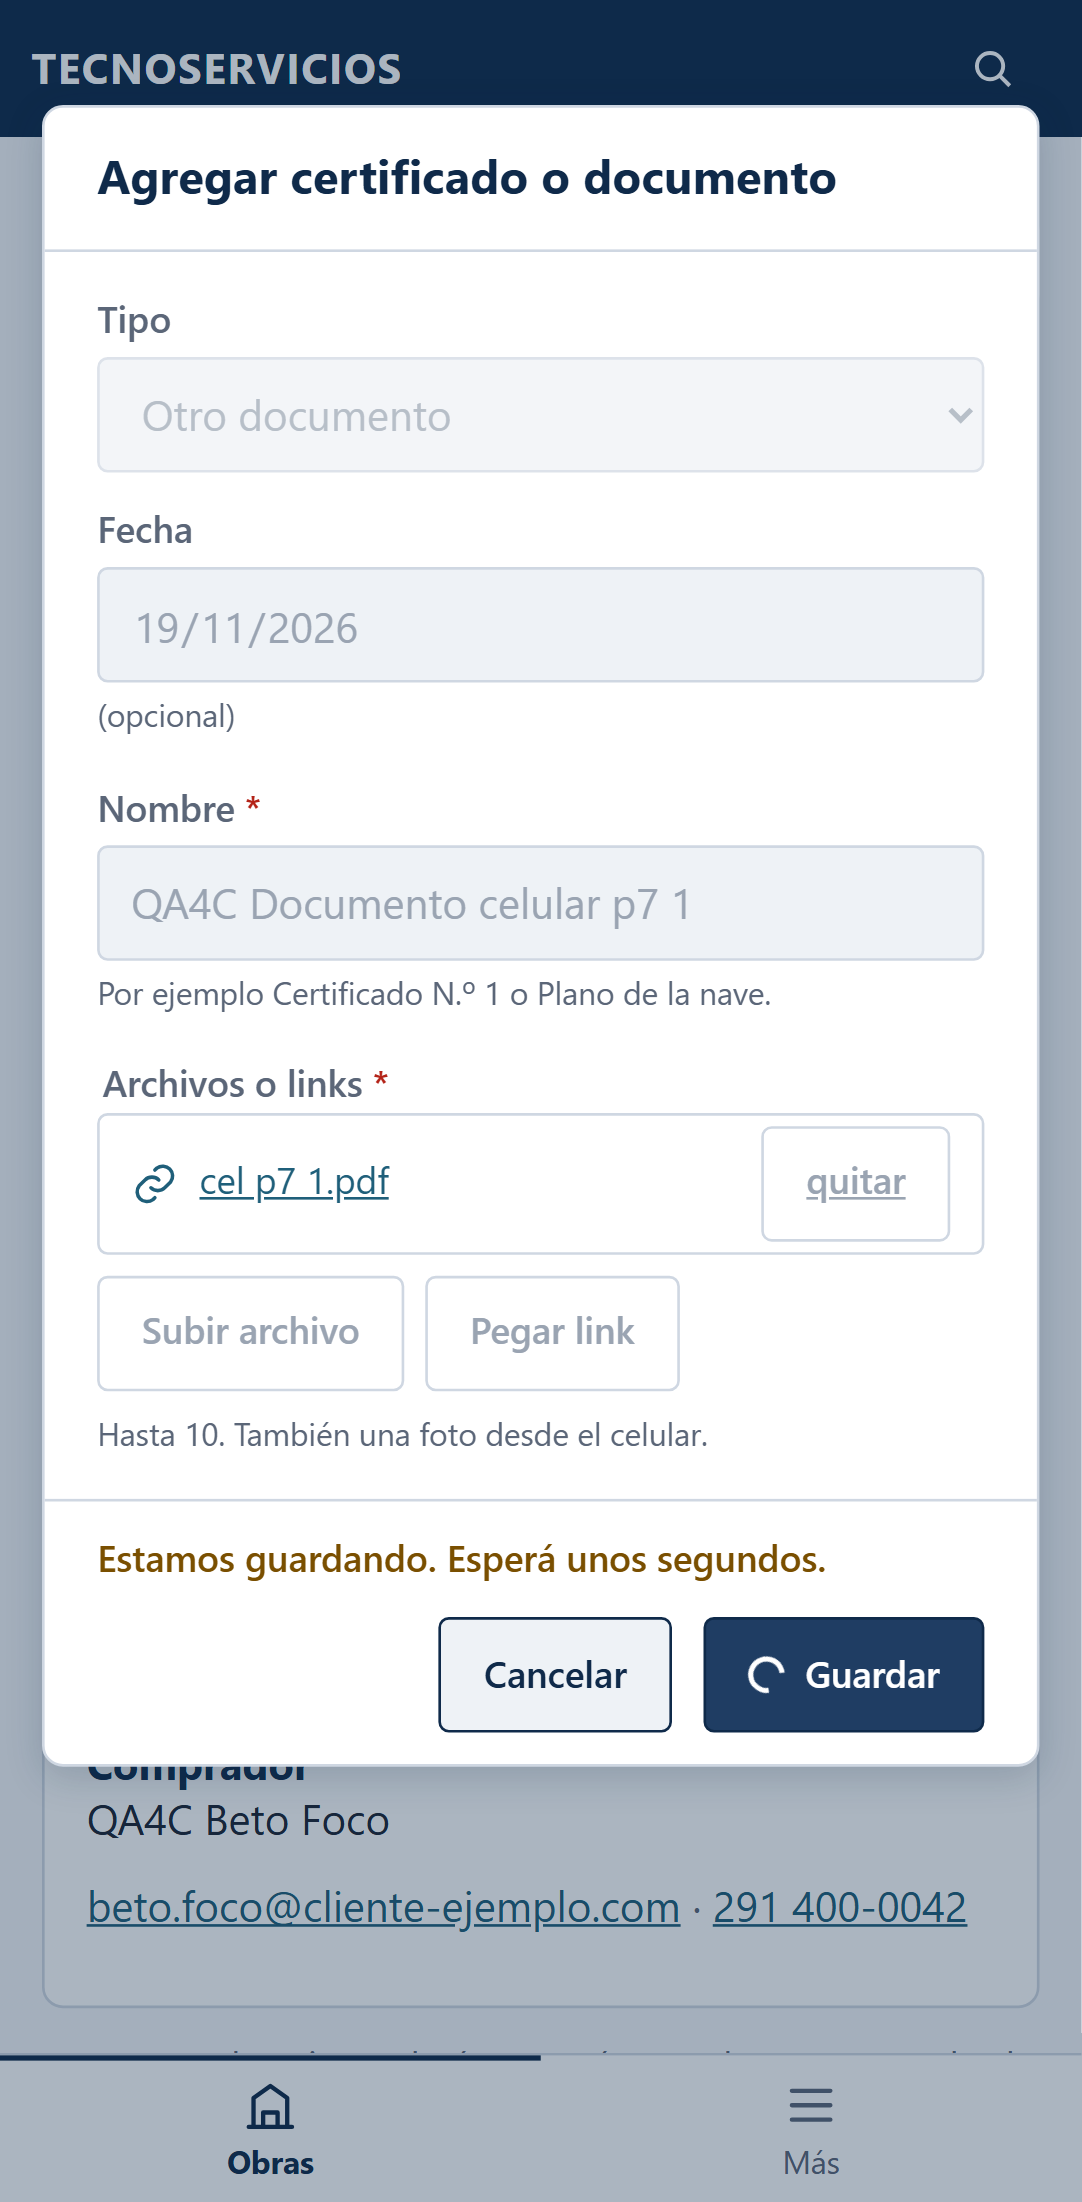 TECNOSERVICIOS
Agregar certificado o documento
Tipo
Otro documento
Fecha
19/11/2026
(opcional)
Nombre *
QA4C Documento celular p7 1
Por ejemplo Certificado N.º 1 o Plano de la nave.
Archivos o links *
cel p7 1.pdf quitar
Subir archivo Pegar link
Hasta 10. También una foto desde el celular.
Estamos guardando. Esperá unos segundos.
Cancelar Guardar
Comprador
QA4C Beto Foco
beto.foco@cliente-ejemplo.com · 291 400-0042
Obras Más